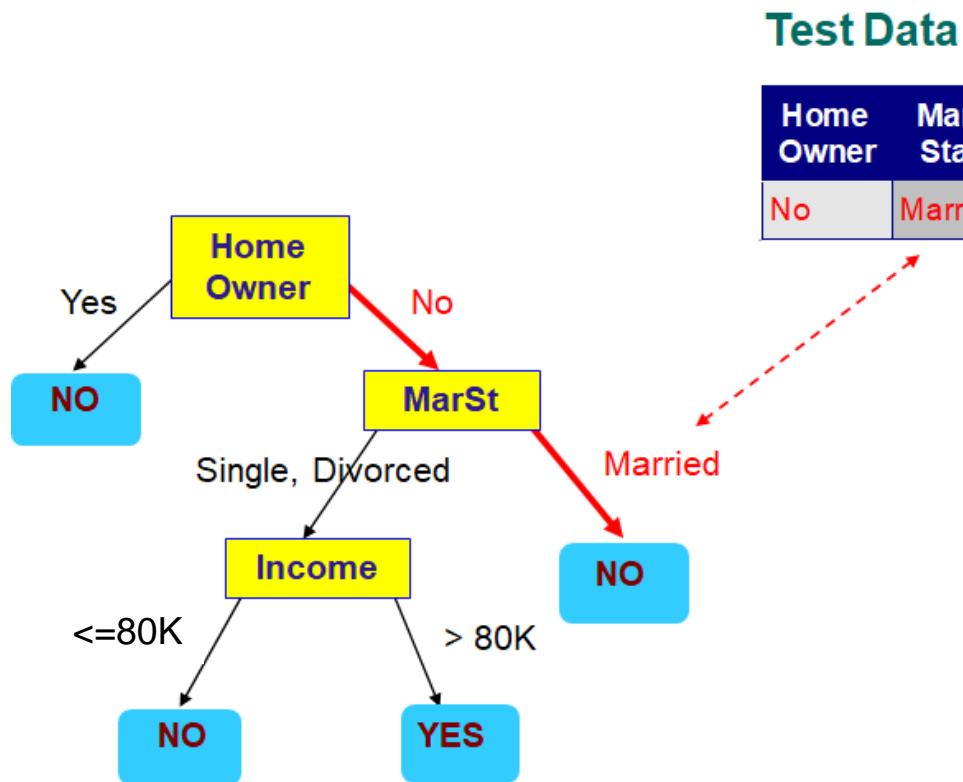 Test Data
Home
Owner
No
Home
Owner
Yes
No
NO
MarSt
Single, Divorced
Married
Income
NO
<=80K
> 80K
NO
YES